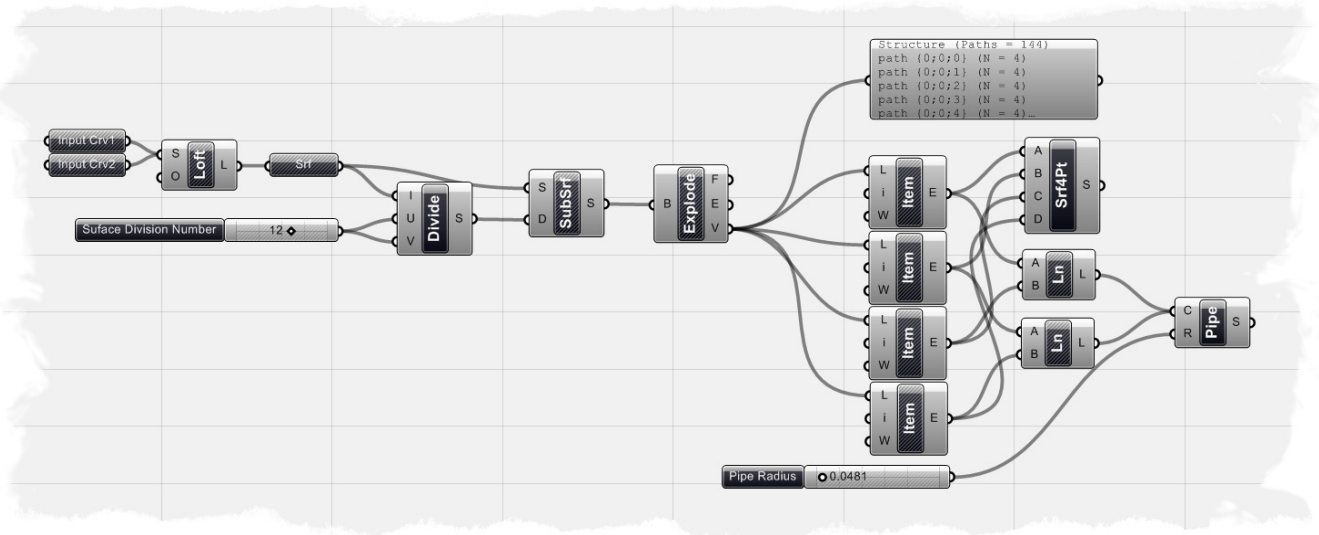 Structure (Paths = 144)
path {0;0;0} (N = 4)
path {0;0;1} (N = 4)
path {0;0;2} (N = 4)
path {0;0;3} (N = 4)
path {0;0;4} (N = 4)…
Input Crv1
Input Crv2
S
O
Loft
L
Srf
Suface Division Number
12
I
U
V
Divide
S
S
D
SubSrf
S
B
Explode
F
E
V
L
i
W
Item
E
L
i
W
Item
E
L
i
W
Item
E
L
i
W
Item
E
A
B
C
D
Srf4Pt
S
A
B
Ln
L
A
B
Ln
L
C
R
Pipe
S
Pipe Radius
0.0481